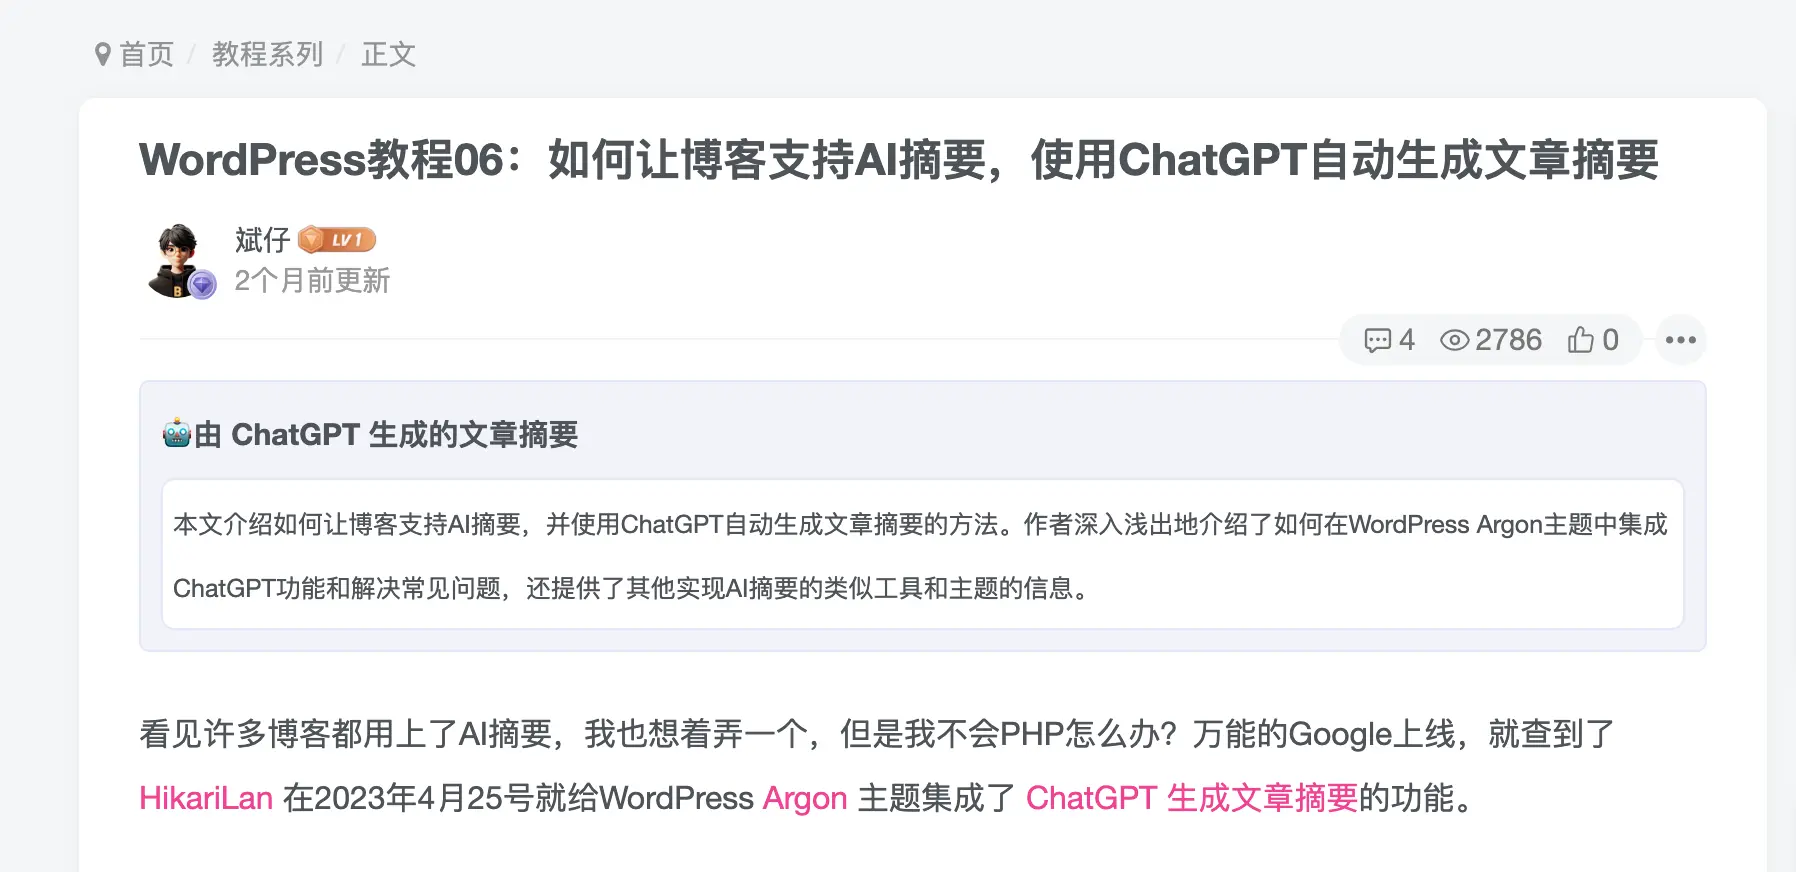 首页 / 教程系列 / 正文
WordPress教程06：如何让博客支持AI摘要，使用ChatGPT自动生成文章摘要
斌仔 LV1
2个月前更新
4 2786 0
B
🤖由 ChatGPT 生成的文章摘要
本文介绍如何让博客支持AI摘要，并使用ChatGPT自动生成文章摘要的方法。作者深入浅出地介绍了如何在WordPress Argon主题中集成
ChatGPT功能和解决常见问题，还提供了其他实现AI摘要的类似工具和主题的信息。
看见许多博客都用上了AI摘要，我也想着弄一个，但是我不会PHP怎么办？万能的Google上线，就查到了
HikariLan 在2023年4月25号就给WordPress Argon 主题集成了 ChatGPT 生成文章摘要的功能。